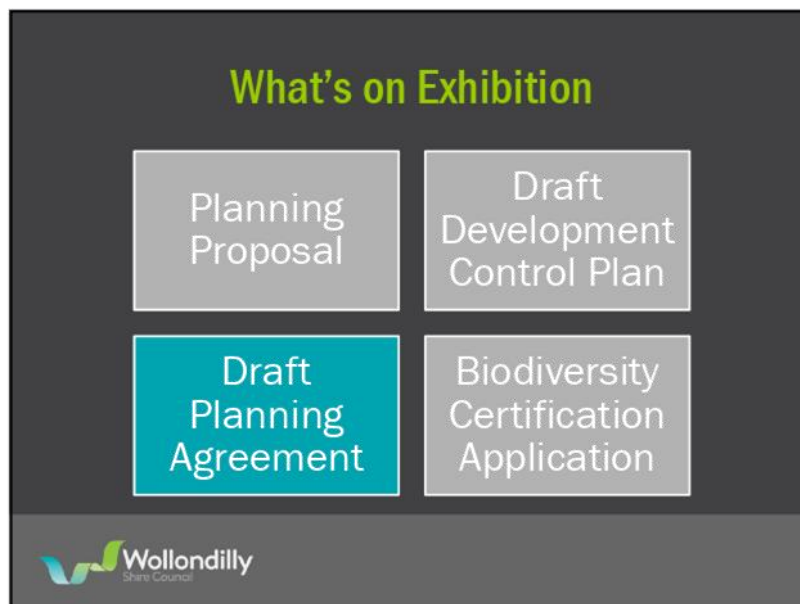 What's on Exhibition
Planning
Proposal
Draft
Development
Control Plan
Draft
Planning
Agreement
Biodiversity
Certification
Application
Wollondilly
Shire Council